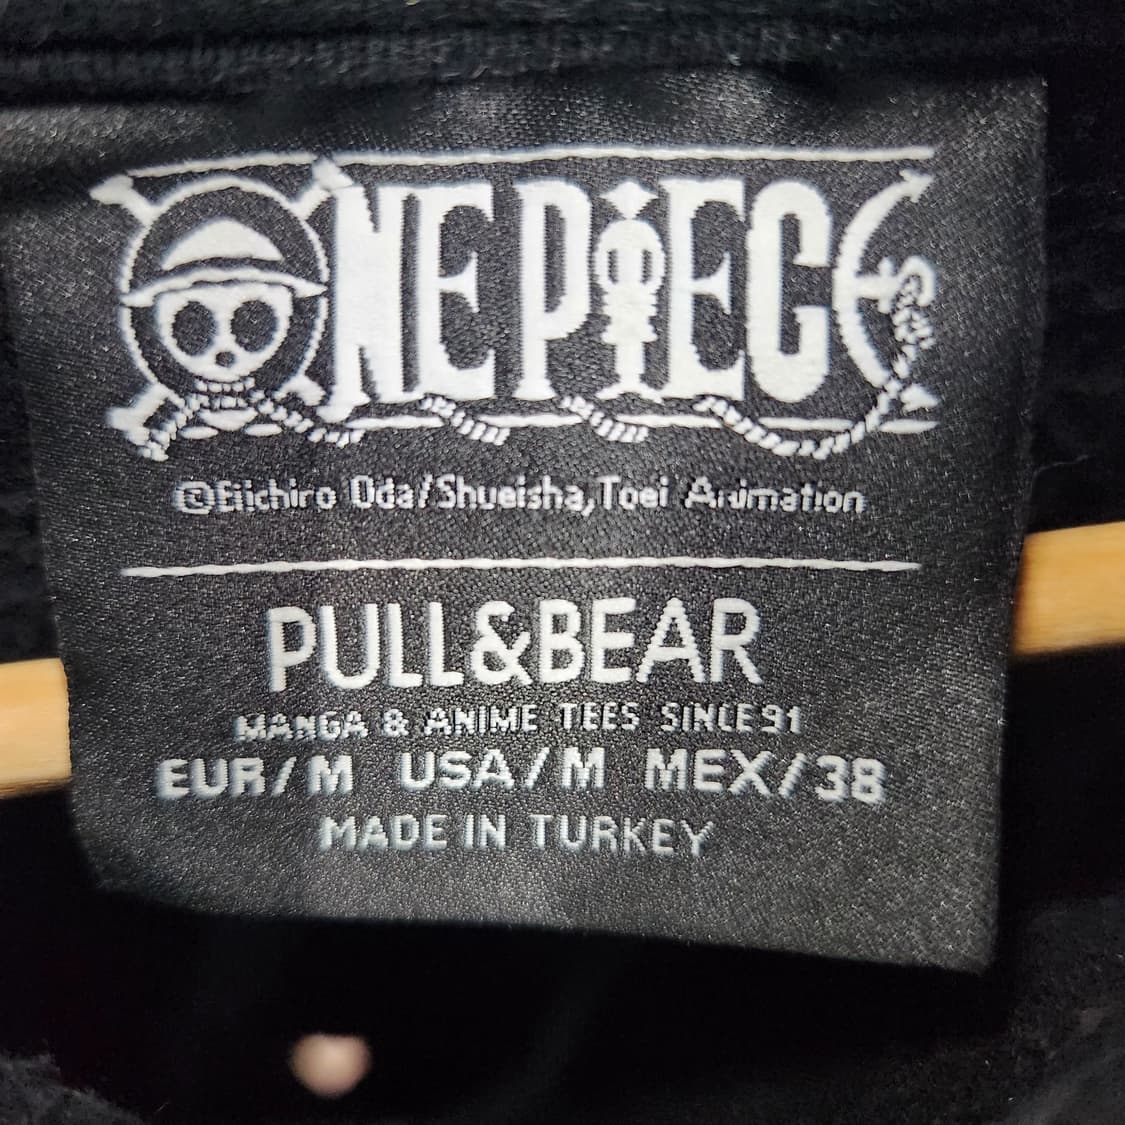 ONE PIECE
©Eiichiro Oda/Shueisha,Toei Animation
PULL&BEAR
MANGA & ANIME TEES SINCE 91
EUR/M USA/M MEX/38
MADE IN TURKEY